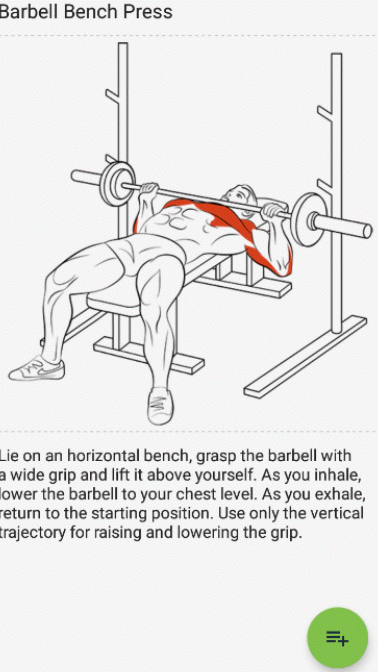 Barbell Bench Press
Lie on an horizontal bench, grasp the barbell with
a wide grip and lift it above yourself. As you inhale,
lower the barbell to your chest level. As you exhale,
return to the starting position. Use only the vertical
trajectory for raising and lowering the grip.